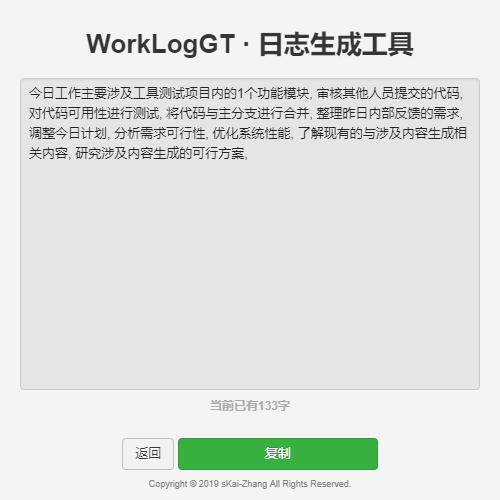 WorkLogGT · 日志生成工具
今日工作主要涉及工具测试项目内的1个功能模块, 审核其他人员提交的代码,
对代码可用性进行测试, 将代码与主分支进行合并, 整理昨日内部反馈的需求,
调整今日计划, 分析需求可行性, 优化系统性能, 了解现有的与涉及内容生成相
关内容, 研究涉及内容生成的可行方案,
当前已有133字
返回 复制
Copyright © 2019 sKai-Zhang All Rights Reserved.